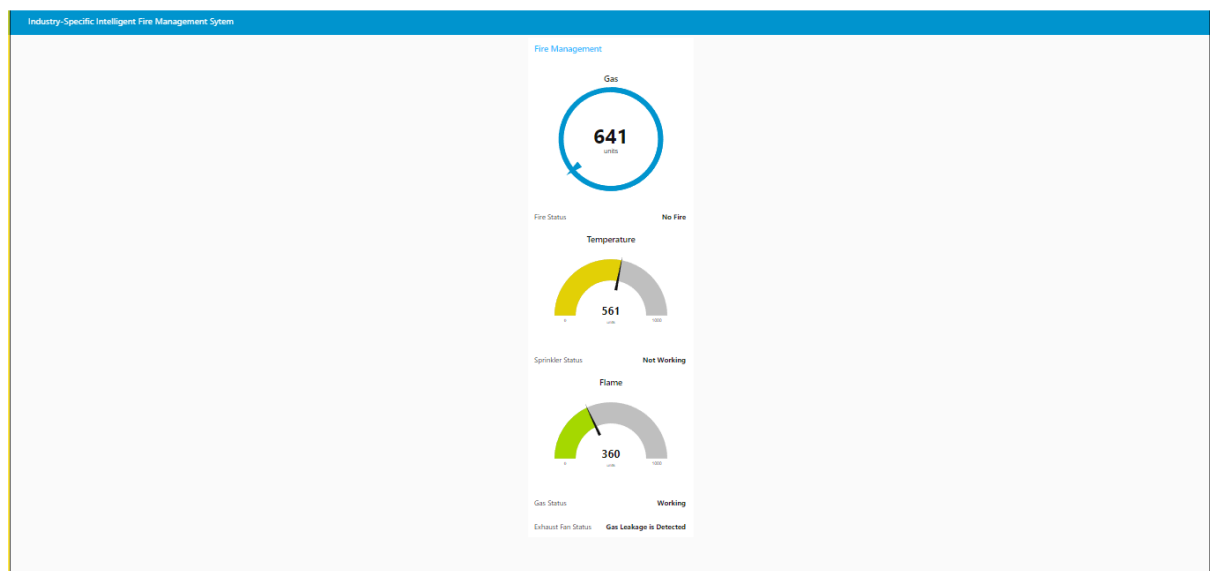 Industry-Specific Intelligent Fire Management Sytem
Fire Management
Gas
641
units
Fire Status No Fire
Temperature
561
0 units 1000
Sprinkler Status Not Working
Flame
360
0 units 1000
Gas Status Working
Exhaust Fan Status Gas Leakage is Detected